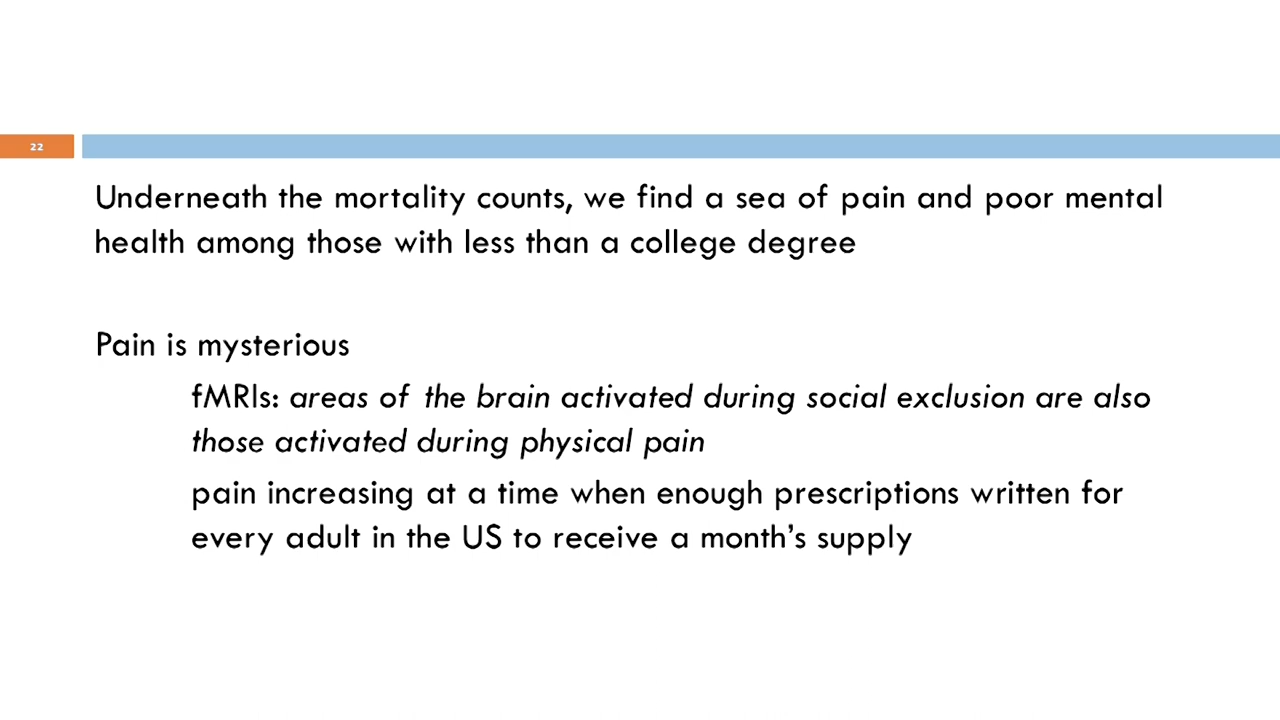 22
Underneath the mortality counts, we find a sea of pain and poor mental
health among those with less than a college degree
Pain is mysterious
fMRIs: areas of the brain activated during social exclusion are also
those activated during physical pain
pain increasing at a time when enough prescriptions written for
every adult in the US to receive a month’s supply